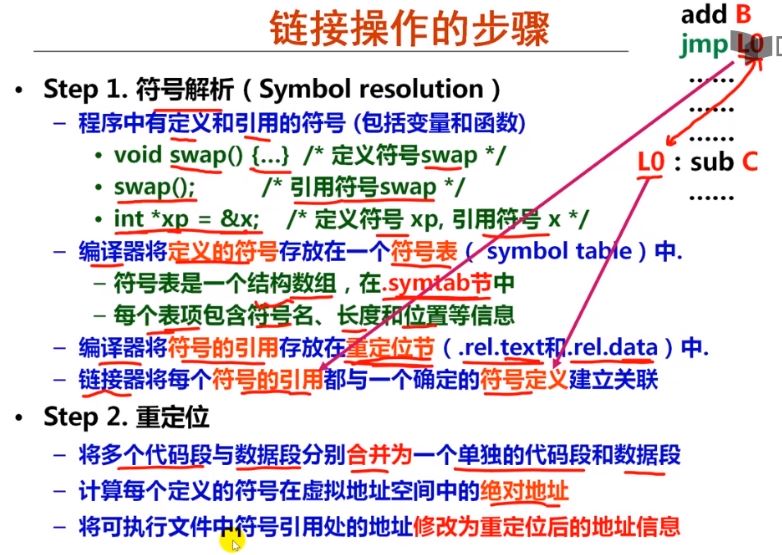 链接操作的步骤
add B
jmp L0
……
……
……
L0：sub C
……
• Step 1. 符号解析（Symbol resolution）
– 程序中有定义和引用的符号 (包括变量和函数)
• void swap() {...} /* 定义符号swap */
• swap(); /* 引用符号swap */
• int *xp = &x; /* 定义符号 xp, 引用符号 x */
– 编译器将定义的符号存放在一个符号表（ symbol table）中.
– 符号表是一个结构数组，在.symtab节中
– 每个表项包含符号名、长度和位置等信息
– 编译器将符号的引用存放在重定位节（.rel.text和.rel.data）中.
– 链接器将每个符号的引用都与一个确定的符号定义建立关联
• Step 2. 重定位
– 将多个代码段与数据段分别合并为一个单独的代码段和数据段
– 计算每个定义的符号在虚拟地址空间中的绝对地址
– 将可执行文件中符号引用处的地址修改为重定位后的地址信息